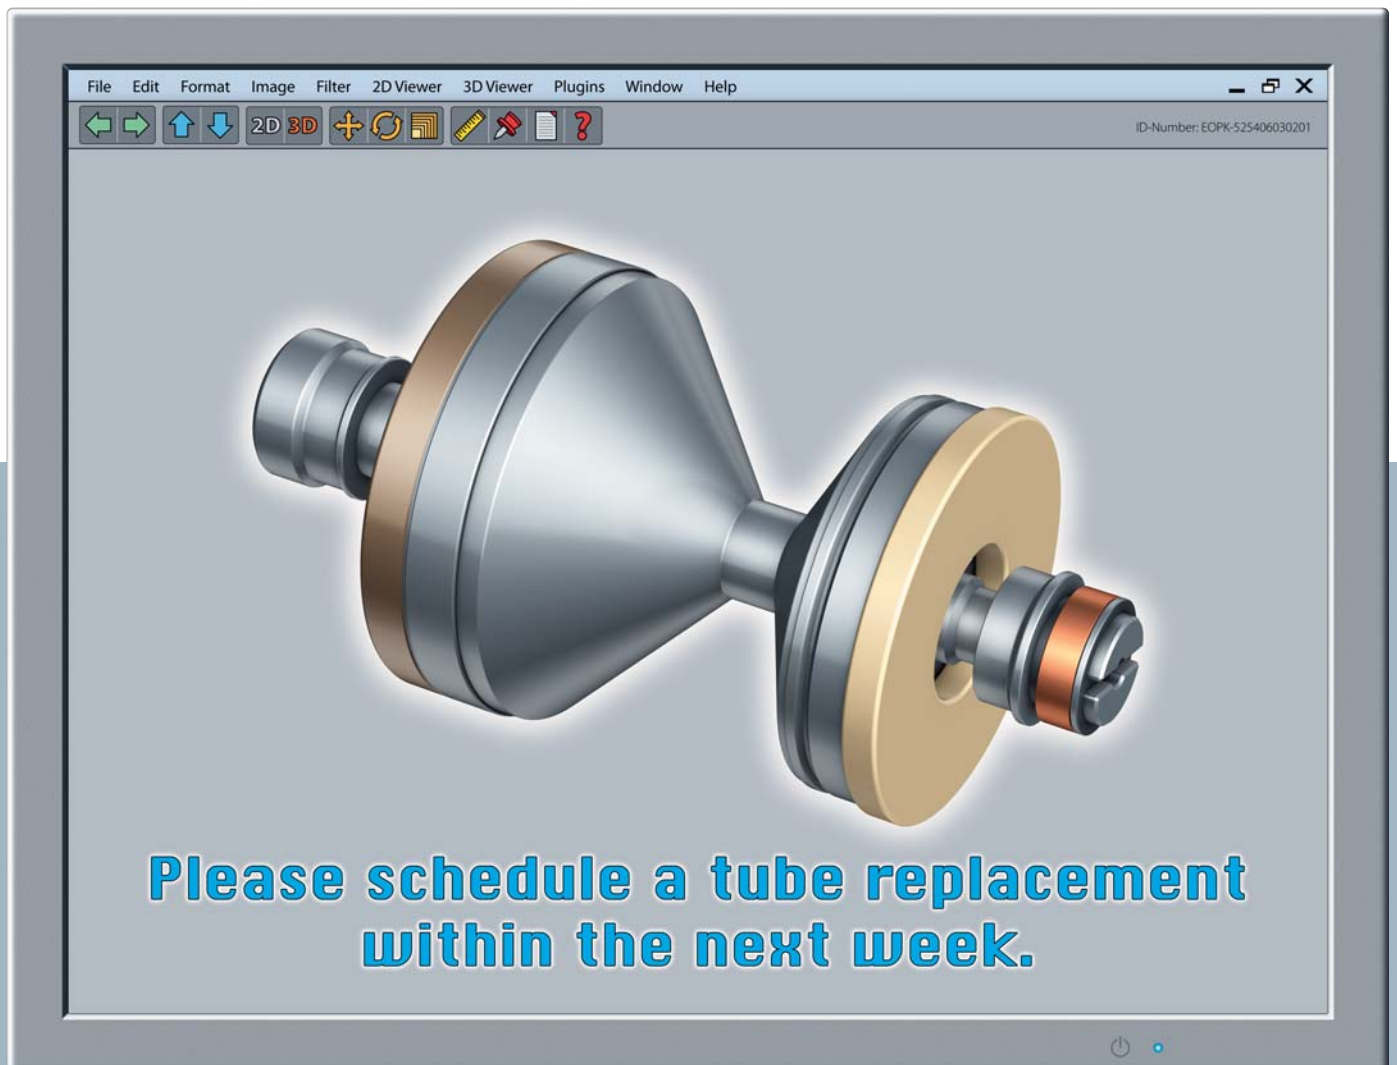 File Edit Format Image Filter 2D Viewer 3D Viewer Plugins Window Help
2D 3D ?
ID-Number: EOPK-525406030201
Please schedule a tube replacement
within the next week.